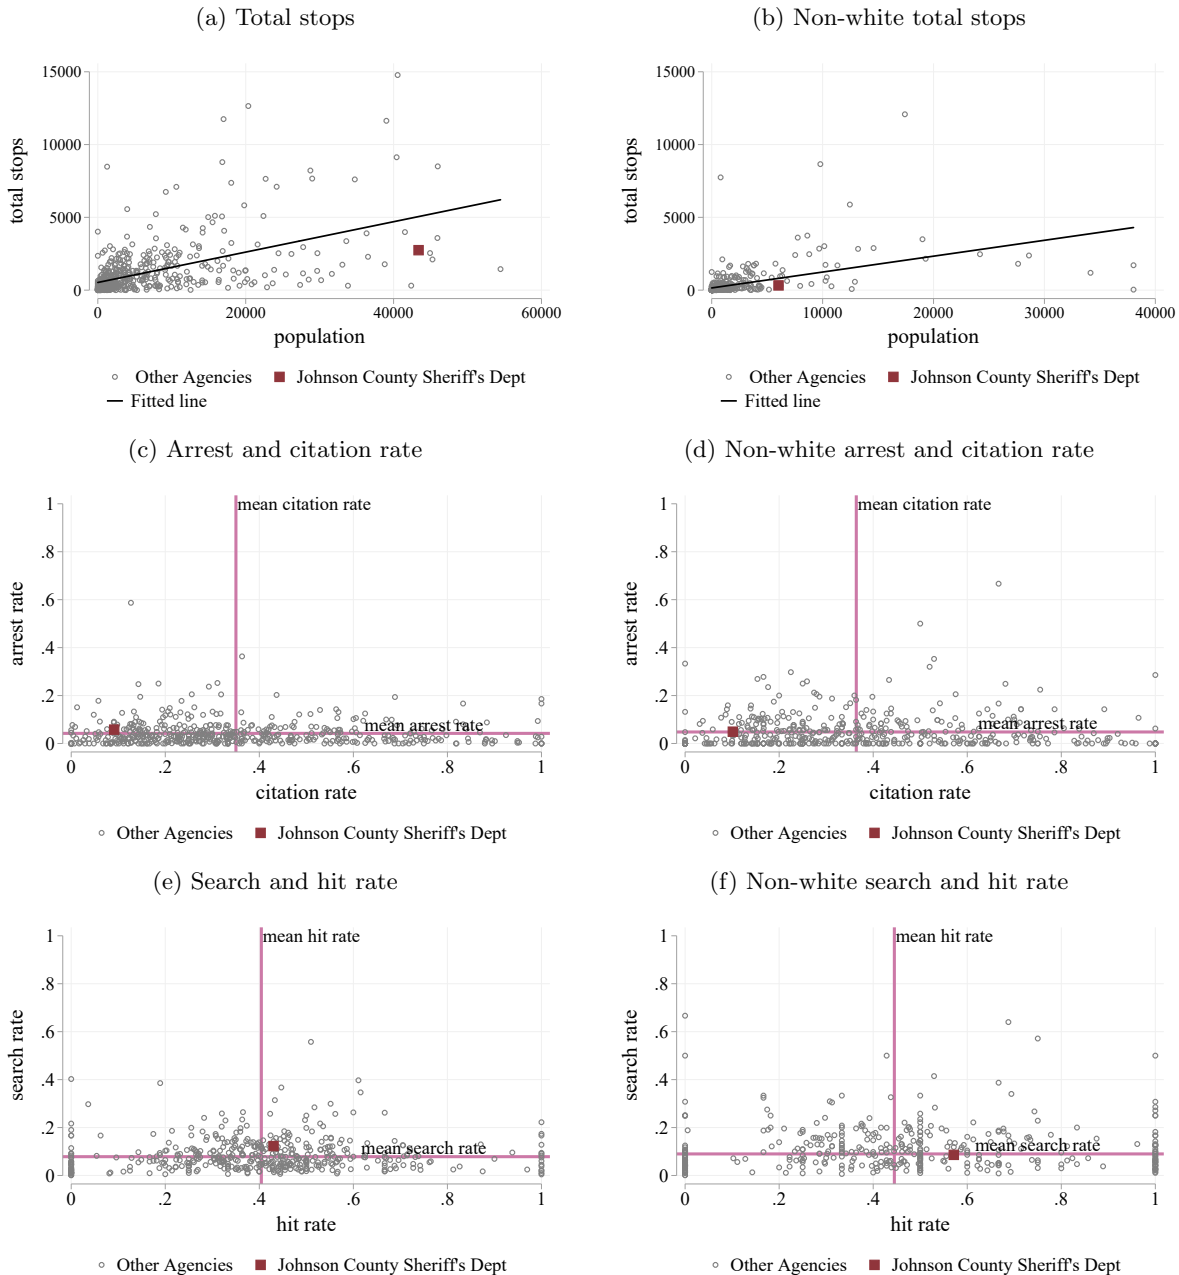 (a) Total stops
(b) Non-white total stops
15000
10000
5000
0
total stops
0 20000 40000 60000
population
Other Agencies Johnson County Sheriff's Dept
Fitted line
15000
10000
5000
0
total stops
0 10000 20000 30000 40000
population
Other Agencies Johnson County Sheriff's Dept
Fitted line
(c) Arrest and citation rate
(d) Non-white arrest and citation rate
1
.8
.6
.4
.2
0
arrest rate
mean citation rate
mean arrest rate
0 .2 .4 .6 .8 1
citation rate
Other Agencies Johnson County Sheriff's Dept
1
.8
.6
.4
.2
0
arrest rate
mean citation rate
mean arrest rate
0 .2 .4 .6 .8 1
citation rate
Other Agencies Johnson County Sheriff's Dept
(e) Search and hit rate
(f) Non-white search and hit rate
1
.8
.6
.4
.2
0
search rate
mean hit rate
mean search rate
0 .2 .4 .6 .8 1
hit rate
Other Agencies Johnson County Sheriff's Dept
1
.8
.6
.4
.2
0
search rate
mean hit rate
mean search rate
0 .2 .4 .6 .8 1
hit rate
Other Agencies Johnson County Sheriff's Dept